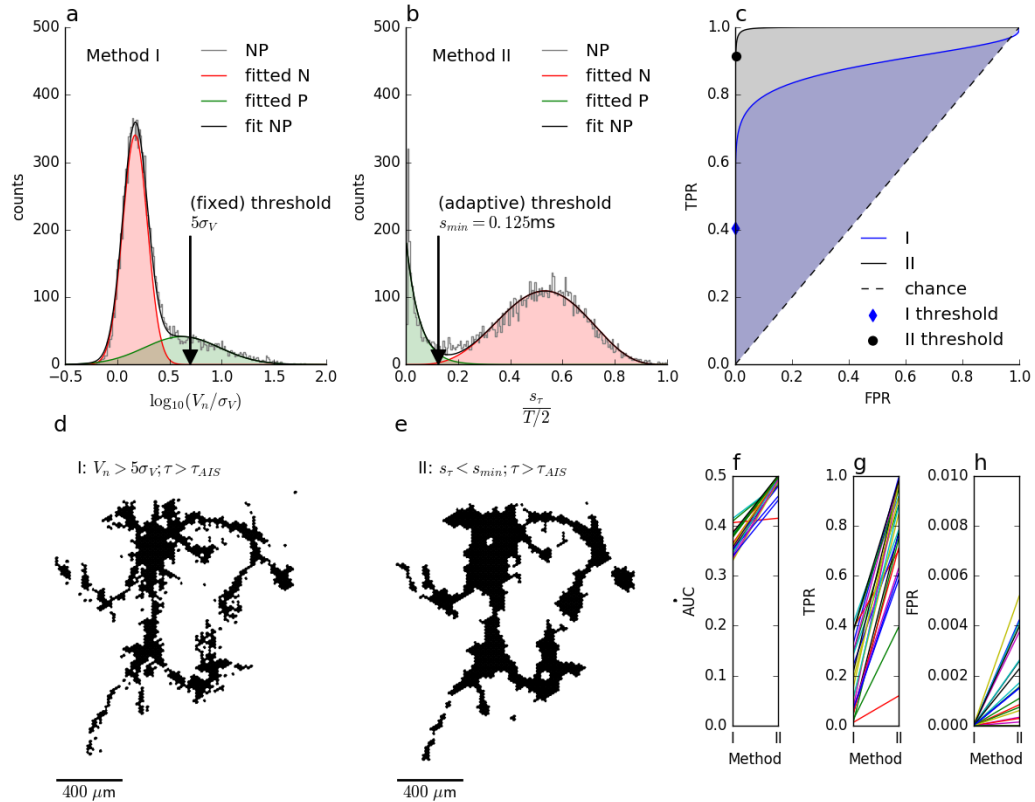 a
500
400
300
200
100
0
counts
Method I
NP
fitted N
fitted P
fit NP
(fixed) threshold
5σ_V
−0.5 0.0 0.5 1.0 1.5 2.0
log₁₀(V_n/σ_V)
b
500
400
300
200
100
0
counts
Method II
NP
fitted N
fitted P
fit NP
(adaptive) threshold
s_min = 0.125ms
0.0 0.2 0.4 0.6 0.8 1.0
s_τ
T/2
c
1.0
0.8
0.6
0.4
0.2
0.0
TPR
I
II
chance
I threshold
II threshold
0.0 0.2 0.4 0.6 0.8 1.0
FPR
d
I: V_n > 5σ_V; τ > τ_AIS
400 μm
e
II: s_τ < s_min; τ > τ_AIS
400 μm
f
0.5
0.4
0.3
0.2
0.1
0.0
AUC
I II
Method
g
1.0
0.8
0.6
0.4
0.2
0.0
TPR
I II
Method
h
0.010
0.008
0.006
0.004
0.002
0.000
FPR
I II
Method